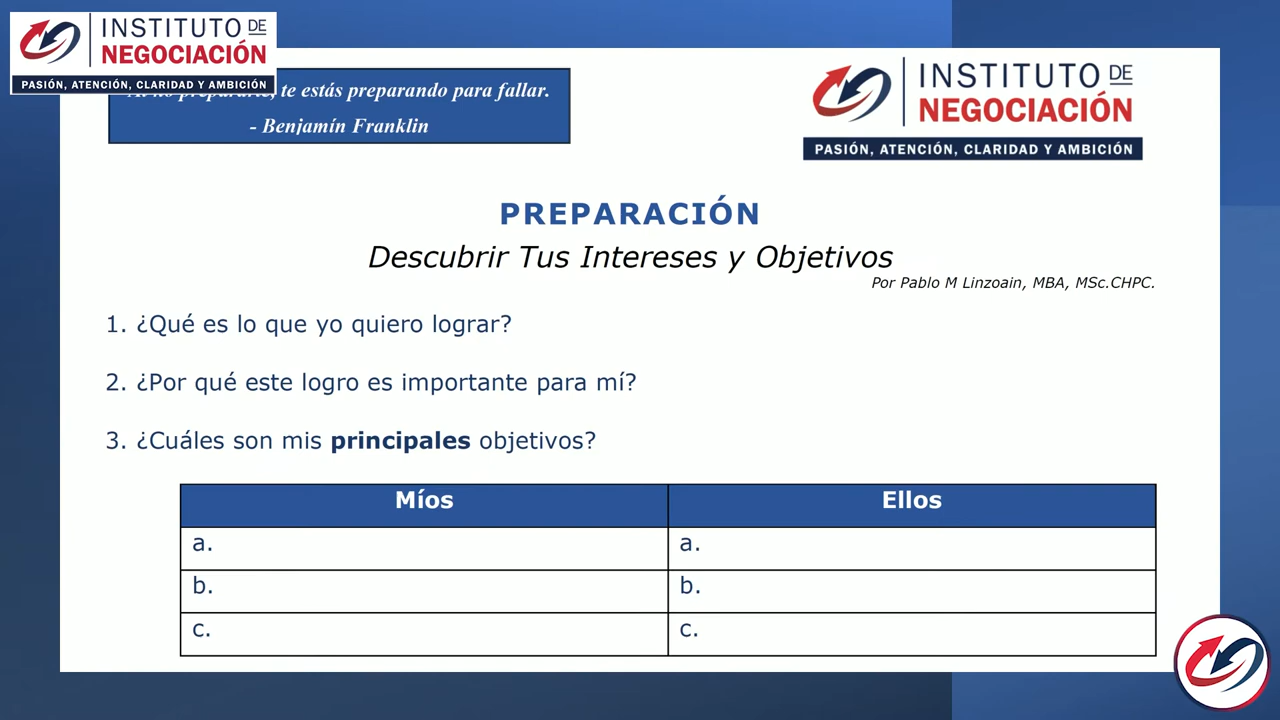 INSTITUTO DE
NEGOCIACIÓN
PASIÓN, ATENCIÓN, CLARIDAD Y AMBICIÓN
te estás preparando para fallar.
- Benjamín Franklin
INSTITUTO DE
NEGOCIACIÓN
PASIÓN, ATENCIÓN, CLARIDAD Y AMBICIÓN
PREPARACIÓN
Descubrir Tus Intereses y Objetivos
Por Pablo M Linzoain, MBA, MSc.CHPC.
1. ¿Qué es lo que yo quiero lograr?
2. ¿Por qué este logro es importante para mí?
3. ¿Cuáles son mis principales objetivos?
Míos Ellos
a. a.
b. b.
c. c.